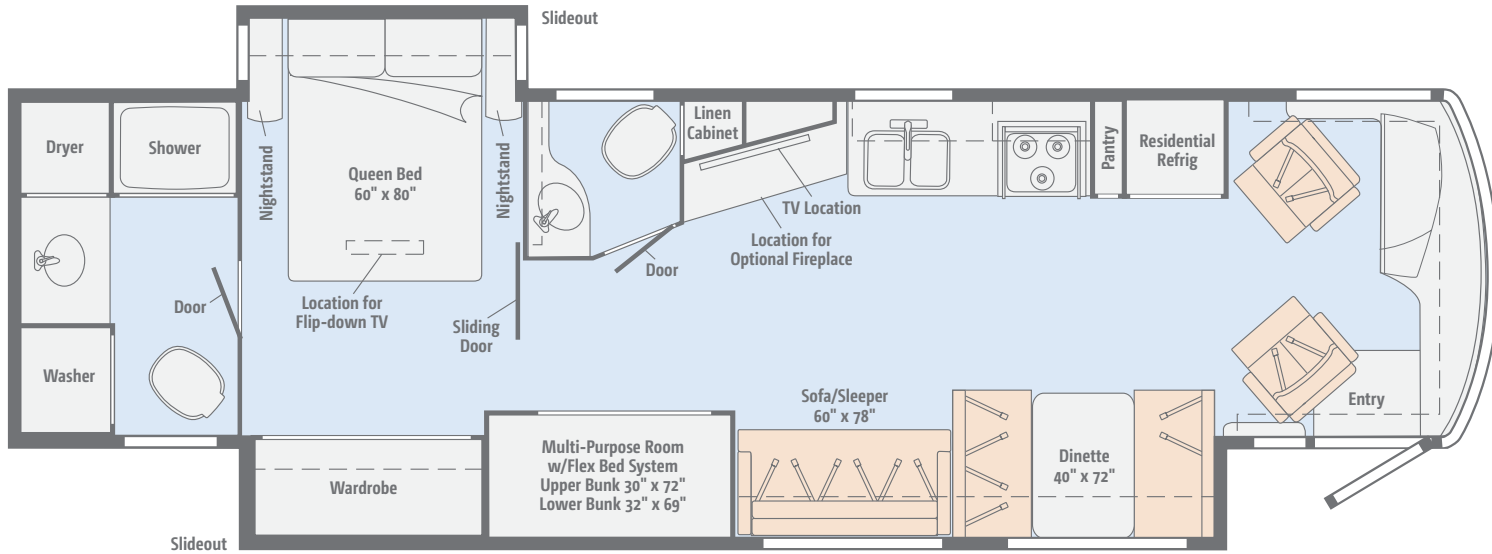 Slideout
Dryer
Shower
Nightstand
Queen Bed
60" x 80"
Nightstand
Linen
Cabinet
Pantry
Residential
Refrig
TV Location
Location for
Optional Fireplace
Door
Door
Location for
Flip-down TV
Sliding
Door
Washer
Wardrobe
Multi-Purpose Room
w/Flex Bed System
Upper Bunk 30" x 72"
Lower Bunk 32" x 69"
Sofa/Sleeper
60" x 78"
Dinette
40" x 72"
Entry
Slideout